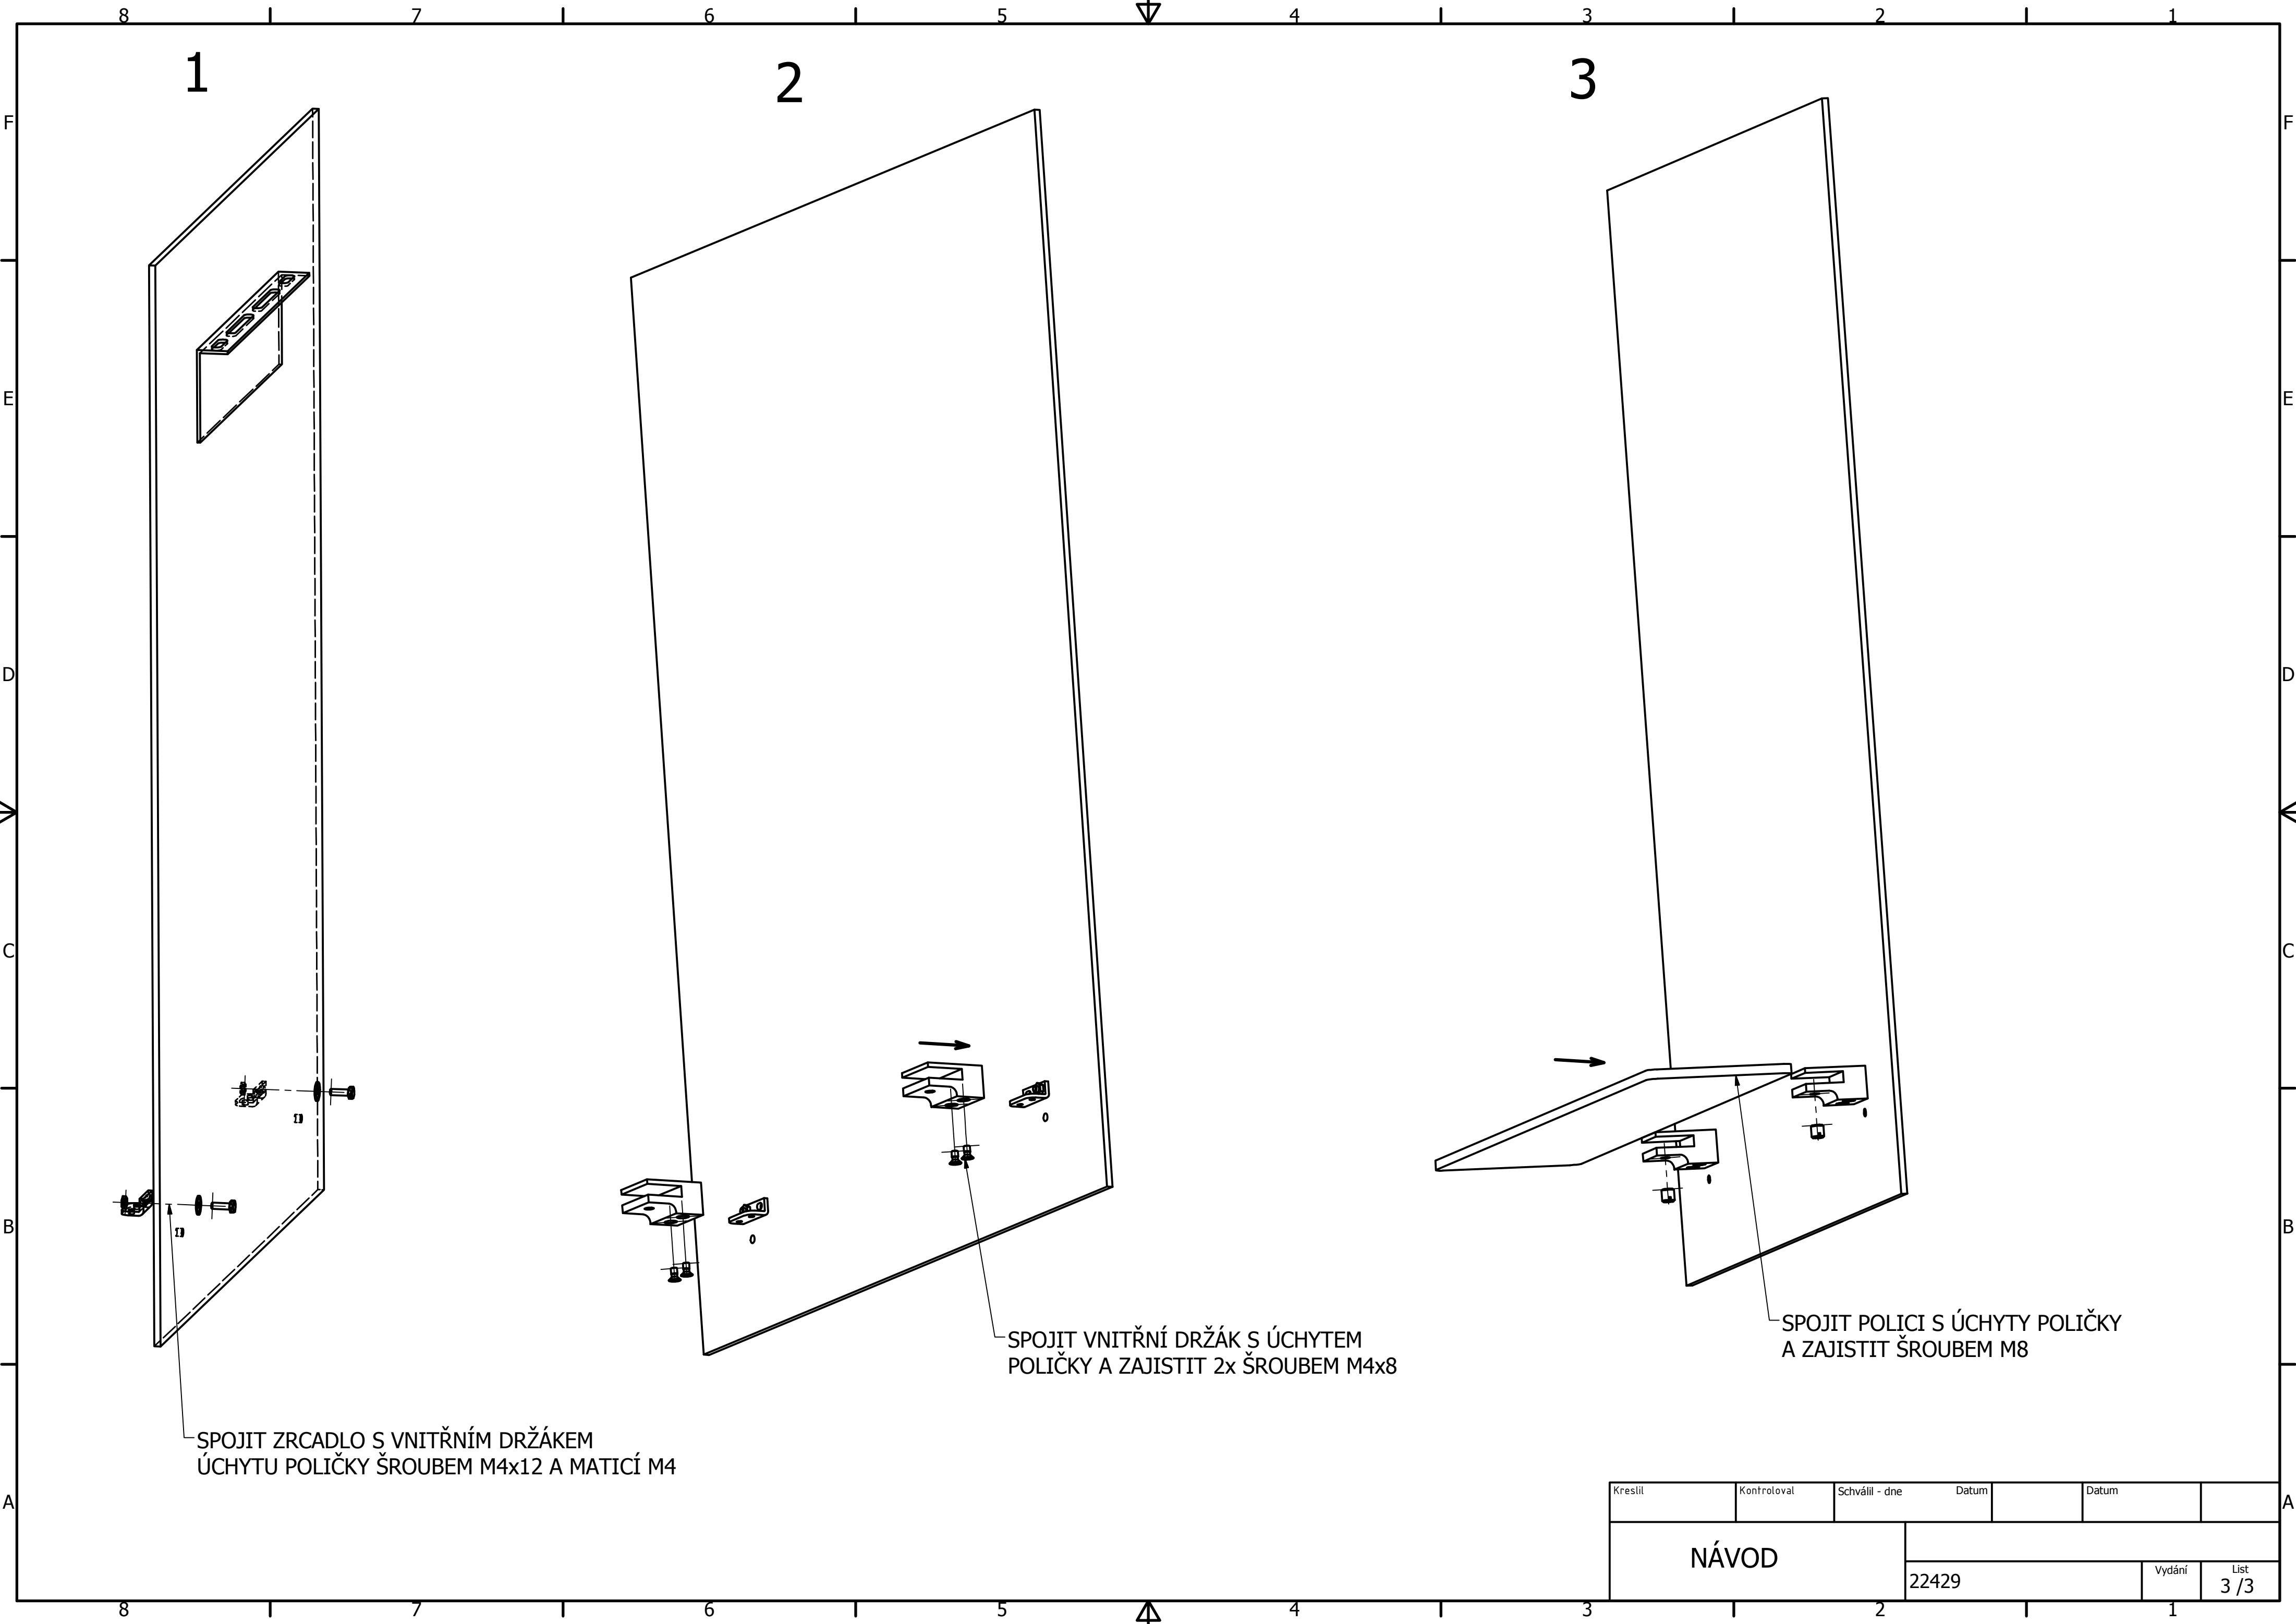 8 7 6 5 4 3 2 1
1 2 3
F F
E E
D D
C C
B B
SPOJIT VNITŘNÍ DRŽÁK S ÚCHYTEM
POLIČKY A ZAJISTIT 2x ŠROUBEM M4x8
SPOJIT POLICI S ÚCHYTY POLIČKY
A ZAJISTIT ŠROUBEM M8
SPOJIT ZRCADLO S VNITŘNÍM DRŽÁKEM
ÚCHYTU POLIČKY ŠROUBEM M4x12 A MATICÍ M4
A A
Kreslil Kontroloval Schválil - dne Datum Datum
NÁVOD
22429 Vydání List
3 /3
8 7 6 5 4 3 2 1